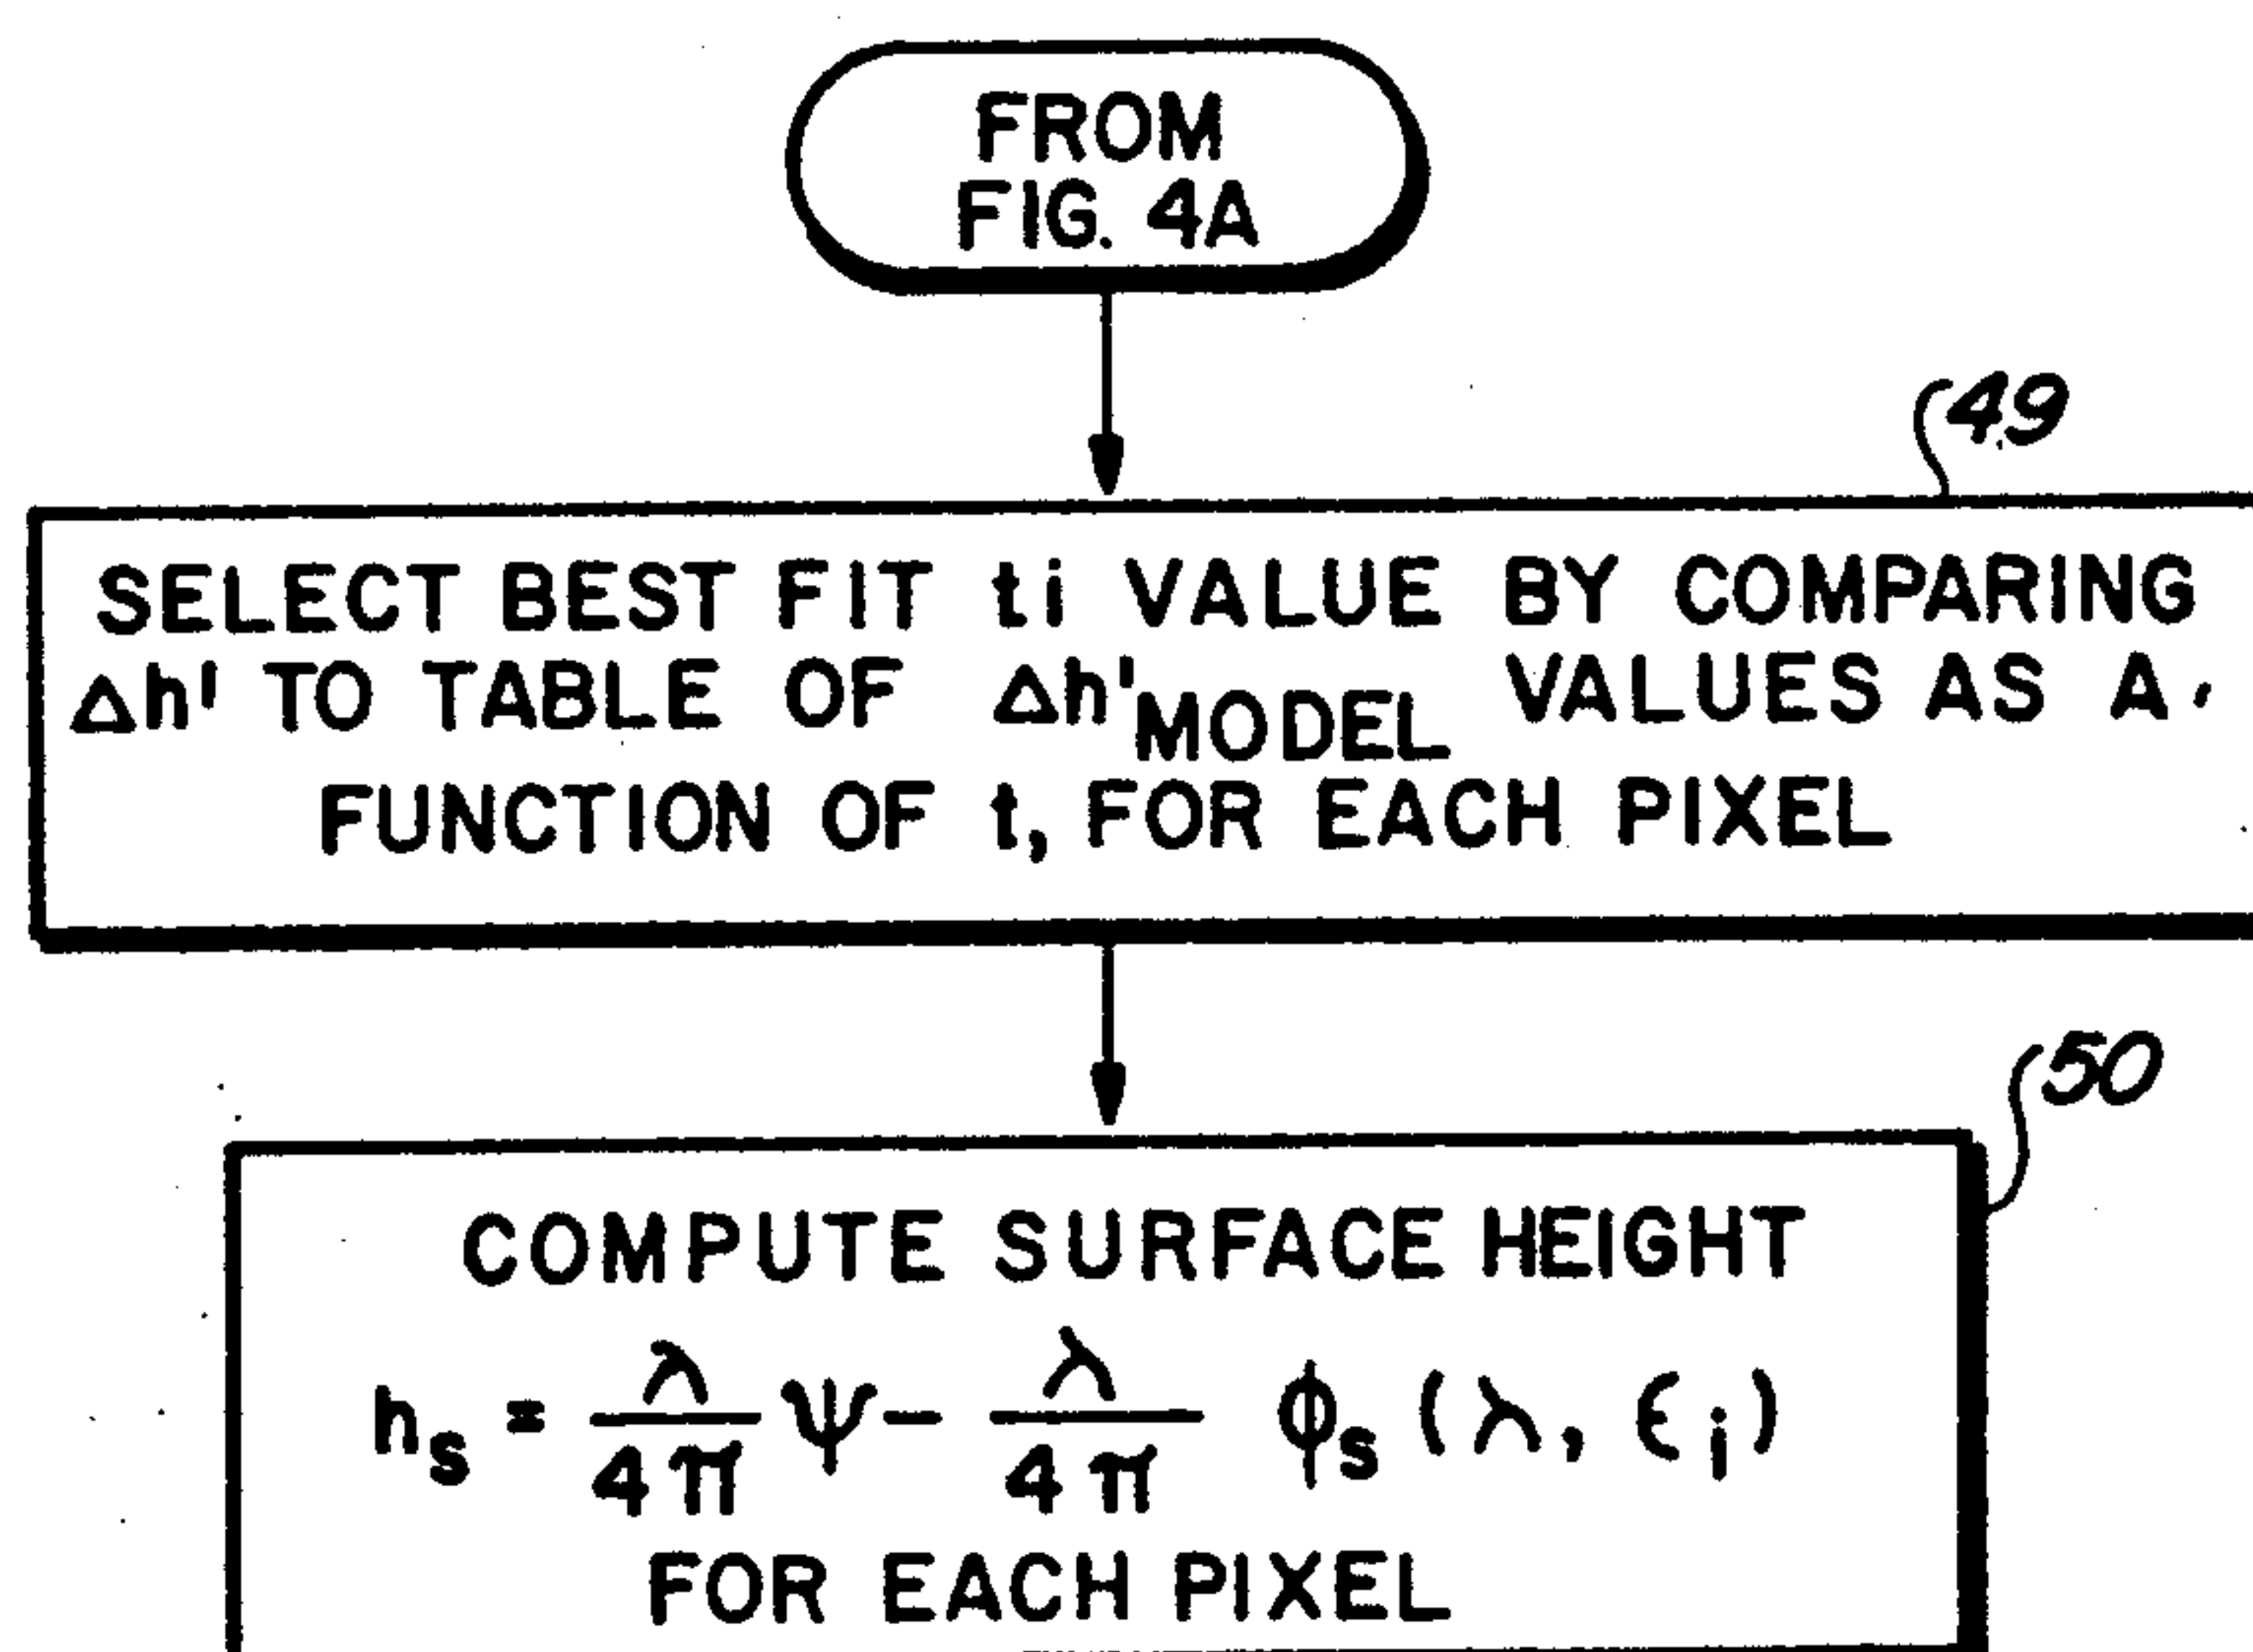 FROM
FIG. 4A
49
SELECT BEST FIT ti VALUE BY COMPARING
Δh' TO TABLE OF Δh'MODEL VALUES AS A
FUNCTION OF t, FOR EACH PIXEL
50
COMPUTE SURFACE HEIGHT
hs = λ/4π ψ - λ/4π ϕs (λ, ϵi)
FOR EACH PIXEL